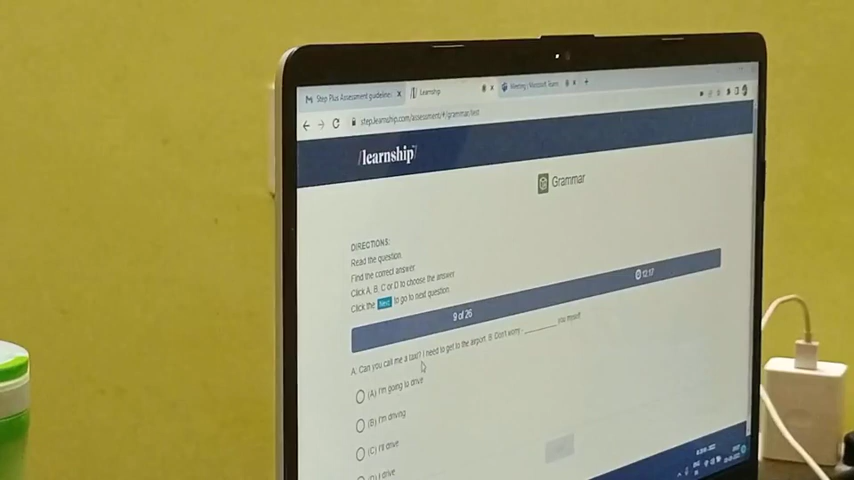 Step Plus Assessment guideline
Learnship
Meeting | Microsoft Teams
step.learnship.com/assessment/#/grammar/test
/learnship/
Grammar
DIRECTIONS:
Read the question.
Find the correct answer.
Click A, B, C or D to choose the answer
Click the Next to go to next question.
9 of 26
12:17
A: Can you call me a taxi? I need to get to the airport. B: Don't worry - __________ you myself.
(A) I'm going to drive
(B) I'm driving
(C) I'll drive
(D) I drive